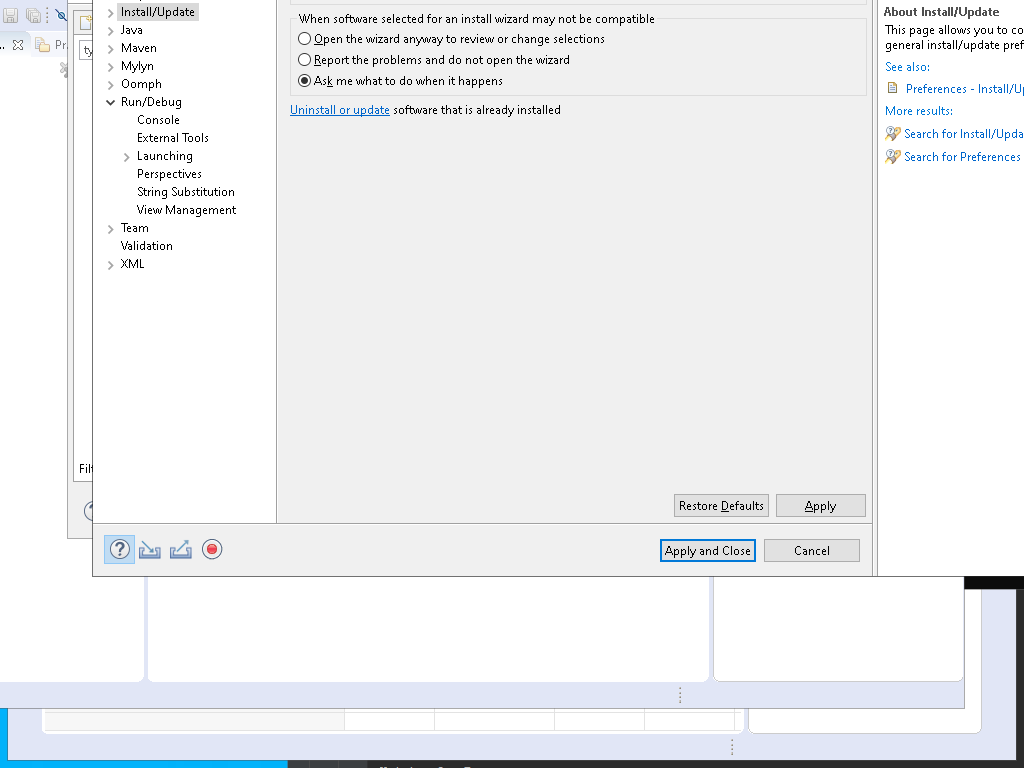 Install/Update
Java
Maven
Mylyn
Oomph
Run/Debug
Console
External Tools
Launching
Perspectives
String Substitution
View Management
Team
Validation
XML
When software selected for an install wizard may not be compatible
Open the wizard anyway to review or change selections
Report the problems and do not open the wizard
Ask me what to do when it happens
Uninstall or update software that is already installed
Restore Defaults
Apply
Apply and Close
Cancel
About Install/Update
This page allows you to co
general install/update pref
See also:
Preferences - Install/Up
More results:
Search for Install/Upda
Search for Preferences
Pr
ty
Filt